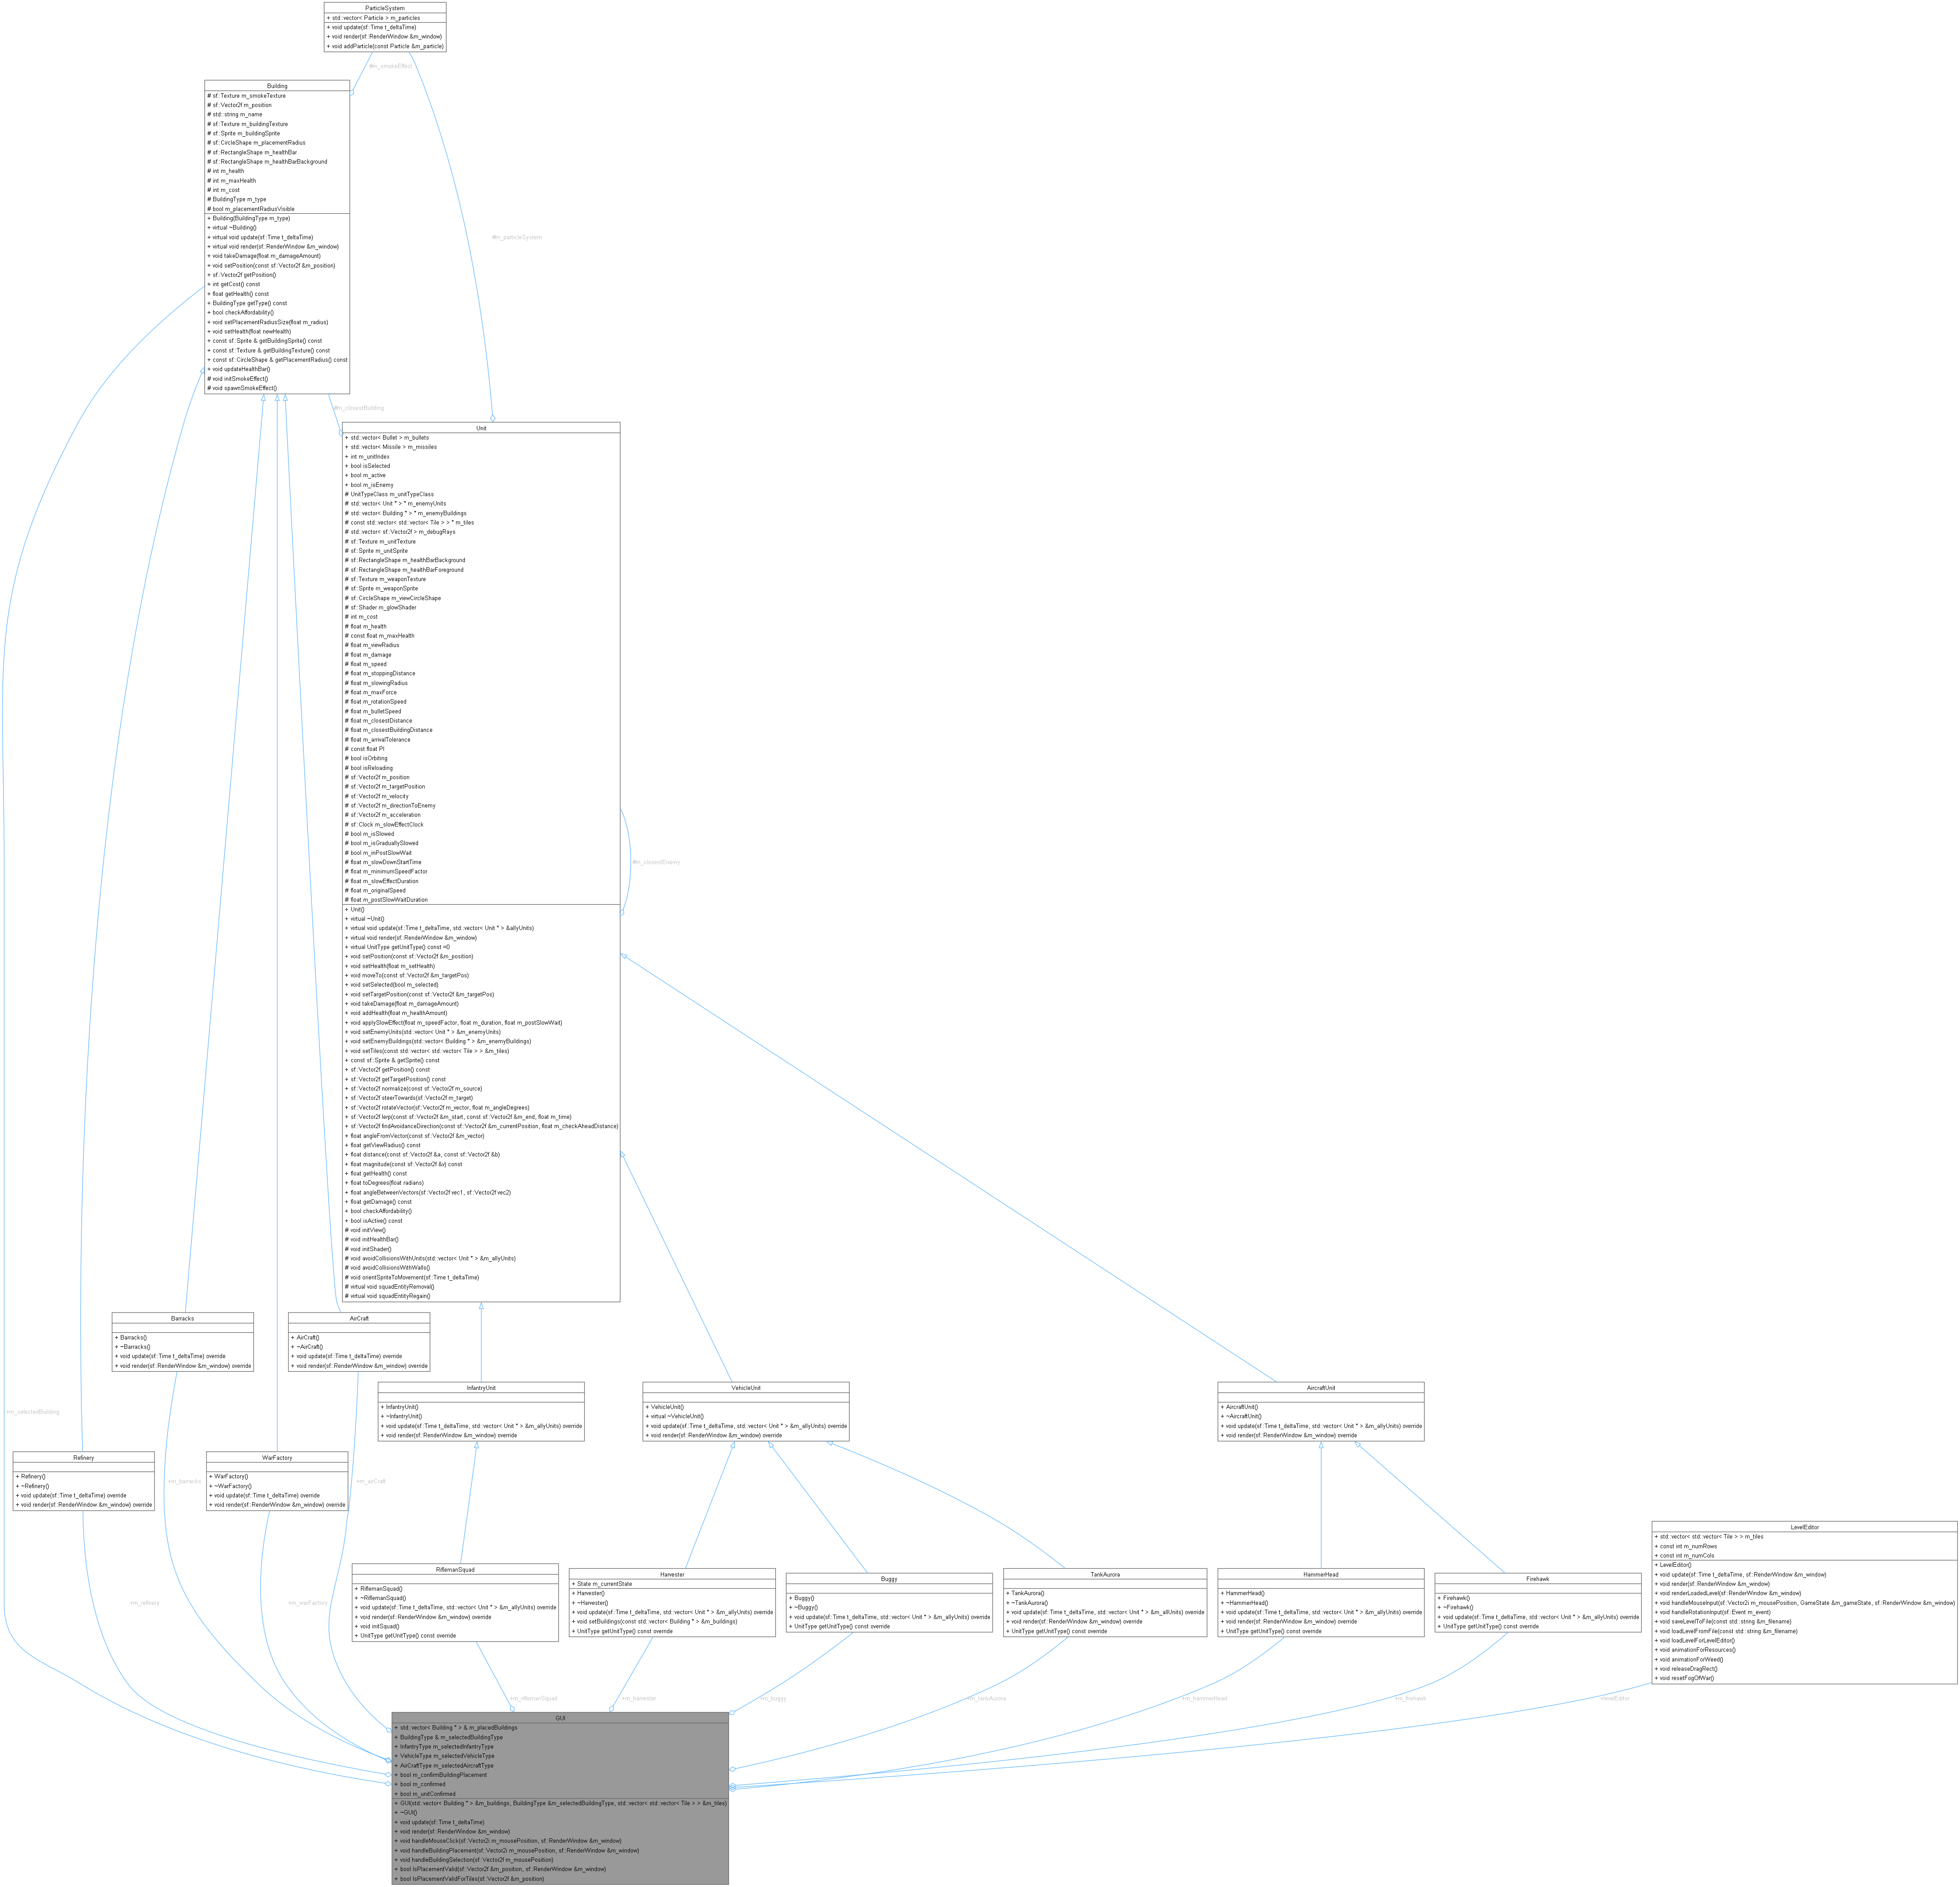 ParticleSystem
+ std::vector< Particle > m_particles
+ void update(sf::Time t_deltaTime)
+ void render(sf::RenderWindow &m_window)
+ void addParticle(const Particle &m_particle)
#m_smokeEffect
Building
# sf::Texture m_smokeTexture
# sf::Vector2f m_position
# std::string m_name
# sf::Texture m_buildingTexture
# sf::Sprite m_buildingSprite
# sf::CircleShape m_placementRadius
# sf::RectangleShape m_healthBar
# sf::RectangleShape m_healthBarBackground
# int m_health
# int m_maxHealth
# int m_cost
# BuildingType m_type
# bool m_placementRadiusVisible
+ Building(BuildingType m_type)
+ virtual ~Building()
+ virtual void update(sf::Time t_deltaTime)
+ virtual void render(sf::RenderWindow &m_window)
+ void takeDamage(float m_damageAmount)
+ void setPosition(const sf::Vector2f &m_position)
+ sf::Vector2f getPosition()
+ int getCost() const
+ float getHealth() const
+ BuildingType getType() const
+ bool checkAffordability()
+ void setPlacementRadiusSize(float m_radius)
+ void setHealth(float newHealth)
+ const sf::Sprite & getBuildingSprite() const
+ const sf::Texture & getBuildingTexture() const
+ const sf::CircleShape & getPlacementRadius() const
+ void updateHealthBar()
# void initSmokeEffect()
# void spawnSmokeEffect()
#m_particleSystem
#m_closestBuilding
Unit
+ std::vector< Bullet > m_bullets
+ std::vector< Missile > m_missiles
+ int m_unitIndex
+ bool isSelected
+ bool m_active
+ bool m_isEnemy
# UnitTypeClass m_unitTypeClass
# std::vector< Unit * > * m_enemyUnits
# std::vector< Building * > * m_enemyBuildings
# const std::vector< std::vector< Tile > > * m_tiles
# std::vector< sf::Vector2f > m_debugRays
# sf::Texture m_unitTexture
# sf::Sprite m_unitSprite
# sf::RectangleShape m_healthBarBackground
# sf::RectangleShape m_healthBarForeground
# sf::Texture m_weaponTexture
# sf::Sprite m_weaponSprite
# sf::CircleShape m_viewCircleShape
# sf::Shader m_glowShader
# int m_cost
# float m_health
# const float m_maxHealth
# float m_viewRadius
# float m_damage
# float m_speed
# float m_stoppingDistance
# float m_slowingRadius
# float m_maxForce
# float m_rotationSpeed
# float m_bulletSpeed
# float m_closestDistance
# float m_closestBuildingDistance
# float m_arrivalTolerance
# const float PI
# bool isOrbiting
# bool isReloading
# sf::Vector2f m_position
# sf::Vector2f m_targetPosition
# sf::Vector2f m_velocity
# sf::Vector2f m_directionToEnemy
# sf::Vector2f m_acceleration
# sf::Clock m_slowEffectClock
# bool m_isSlowed
# bool m_isGraduallySlowed
# bool m_inPostSlowWait
# float m_slowDownStartTime
# float m_minimumSpeedFactor
# float m_slowEffectDuration
# float m_originalSpeed
# float m_postSlowWaitDuration
+ Unit()
+ virtual ~Unit()
+ virtual void update(sf::Time t_deltaTime, std::vector< Unit * > &allyUnits)
+ virtual void render(sf::RenderWindow &m_window)
+ virtual UnitType getUnitType() const =0
+ void setPosition(const sf::Vector2f &m_position)
+ void setHealth(float m_setHealth)
+ void moveTo(const sf::Vector2f &m_targetPos)
+ void setSelected(bool m_selected)
+ void setTargetPosition(const sf::Vector2f &m_targetPos)
+ void takeDamage(float m_damageAmount)
+ void addHealth(float m_healthAmount)
+ void applySlowEffect(float m_speedFactor, float m_duration, float m_postSlowWait)
+ void setEnemyUnits(std::vector< Unit * > &m_enemyUnits)
+ void setEnemyBuildings(std::vector< Building * > &m_enemyBuildings)
+ void setTiles(const std::vector< std::vector< Tile > > &m_tiles)
+ const sf::Sprite & getSprite() const
+ sf::Vector2f getPosition() const
+ sf::Vector2f getTargetPosition() const
+ sf::Vector2f normalize(const sf::Vector2f m_source)
+ sf::Vector2f steerTowards(sf::Vector2f m_target)
+ sf::Vector2f rotateVector(sf::Vector2f m_vector, float m_angleDegrees)
+ sf::Vector2f lerp(const sf::Vector2f &m_start, const sf::Vector2f &m_end, float m_time)
+ sf::Vector2f findAvoidanceDirection(const sf::Vector2f &m_currentPosition, float m_checkAheadDistance)
+ float angleFromVector(const sf::Vector2f &m_vector)
+ float getViewRadius() const
+ float distance(const sf::Vector2f &a, const sf::Vector2f &b)
+ float magnitude(const sf::Vector2f &v) const
+ float getHealth() const
+ float toDegrees(float radians)
+ float angleBetweenVectors(sf::Vector2f vec1, sf::Vector2f vec2)
+ float getDamage() const
+ bool checkAffordability()
+ bool isActive() const
# void initView()
# void initHealthBar()
# void initShader()
# void avoidCollisionsWithUnits(std::vector< Unit * > &m_allyUnits)
# void avoidCollisionsWithWalls()
# void orientSpriteToMovement(sf::Time t_deltaTime)
# virtual void squadEntityRemoval()
# virtual void squadEntityRegain()
#m_closestEnemy
Barracks
+ Barracks()
+ ~Barracks()
+ void update(sf::Time t_deltaTime) override
+ void render(sf::RenderWindow &m_window) override
AirCraft
+ AirCraft()
+ ~AirCraft()
+ void update(sf::Time t_deltaTime) override
+ void render(sf::RenderWindow &m_window) override
InfantryUnit
+ InfantryUnit()
+ ~InfantryUnit()
+ void update(sf::Time t_deltaTime, std::vector< Unit * > &m_allyUnits) override
+ void render(sf::RenderWindow &m_window) override
VehicleUnit
+ VehicleUnit()
+ virtual ~VehicleUnit()
+ void update(sf::Time t_deltaTime, std::vector< Unit * > &m_allyUnits) override
+ void render(sf::RenderWindow &m_window) override
AircraftUnit
+ AircraftUnit()
+ ~AircraftUnit()
+ void update(sf::Time t_deltaTime, std::vector< Unit * > &m_allyUnits) override
+ void render(sf::RenderWindow &m_window) override
+m_selectedBuilding
Refinery
+ Refinery()
+ ~Refinery()
+ void update(sf::Time t_deltaTime) override
+ void render(sf::RenderWindow &m_window) override
+m_barracks
WarFactory
+ WarFactory()
+ ~WarFactory()
+ void update(sf::Time t_deltaTime) override
+ void render(sf::RenderWindow &m_window) override
+m_airCraft
RiflemanSquad
+ RiflemanSquad()
+ ~RiflemanSquad()
+ void update(sf::Time t_deltaTime, std::vector< Unit * > &m_allyUnits) override
+ void render(sf::RenderWindow &m_window) override
+ void initSquad()
+ UnitType getUnitType() const override
Harvester
+ State m_currentState
+ Harvester()
+ ~Harvester()
+ void update(sf::Time t_deltaTime, std::vector< Unit * > &m_allyUnits) override
+ void setBuildings(const std::vector< Building * > &m_buildings)
+ UnitType getUnitType() const override
Buggy
+ Buggy()
+ ~Buggy()
+ void update(sf::Time t_deltaTime, std::vector< Unit * > &m_allyUnits) override
+ UnitType getUnitType() const override
TankAurora
+ TankAurora()
+ ~TankAurora()
+ void update(sf::Time t_deltaTime, std::vector< Unit * > &m_allUnits) override
+ void render(sf::RenderWindow &m_window) override
+ UnitType getUnitType() const override
HammerHead
+ HammerHead()
+ ~HammerHead()
+ void update(sf::Time t_deltaTime, std::vector< Unit * > &m_allyUnits) override
+ void render(sf::RenderWindow &m_window) override
+ UnitType getUnitType() const override
Firehawk
+ Firehawk()
+ ~Firehawk()
+ void update(sf::Time t_deltaTime, std::vector< Unit * > &m_allyUnits) override
+ UnitType getUnitType() const override
LevelEditor
+ std::vector< std::vector< Tile > > m_tiles
+ const int m_numRows
+ const int m_numCols
+ LevelEditor()
+ void update(sf::Time t_deltaTime, sf::RenderWindow &m_window)
+ void render(sf::RenderWindow &m_window)
+ void renderLoadedLevel(sf::RenderWindow &m_window)
+ void handleMouseInput(sf::Vector2i m_mousePosition, GameState &m_gameState, sf::RenderWindow &m_window)
+ void handleRotationInput(sf::Event m_event)
+ void saveLevelToFile(const std::string &m_filename)
+ void loadLevelFromFile(const std::string &m_filename)
+ void loadLevelForLevelEditor()
+ void animationForResources()
+ void animationForWeed()
+ void releaseDragRect()
+ void resetFogOfWar()
+m_refinery
+m_warFactory
+m_riflemanSquad
+m_harvester
+m_buggy
+m_tankAurora
+m_hammerHead
+m_firehawk
+levelEditor
GUI
+ std::vector< Building * > & m_placedBuildings
+ BuildingType & m_selectedBuildingType
+ InfantryType m_selectedInfantryType
+ VehicleType m_selectedVehicleType
+ AirCraftType m_selectedAircraftType
+ bool m_confirmBuildingPlacement
+ bool m_confirmed
+ bool m_unitConfirmed
+ GUI(std::vector< Building * > &m_buildings, BuildingType &m_selectedBuildingType, std::vector< std::vector< Tile > > &m_tiles)
+ ~GUI()
+ void update(sf::Time t_deltaTime)
+ void render(sf::RenderWindow &m_window)
+ void handleMouseClick(sf::Vector2i m_mousePosition, sf::RenderWindow &m_window)
+ void handleBuildingPlacement(sf::Vector2i m_mousePosition, sf::RenderWindow &m_window)
+ void handleBuildingSelection(sf::Vector2f m_mousePosition)
+ bool IsPlacementValid(sf::Vector2f &m_position, sf::RenderWindow &m_window)
+ bool IsPlacementValidForTiles(sf::Vector2f &m_position)